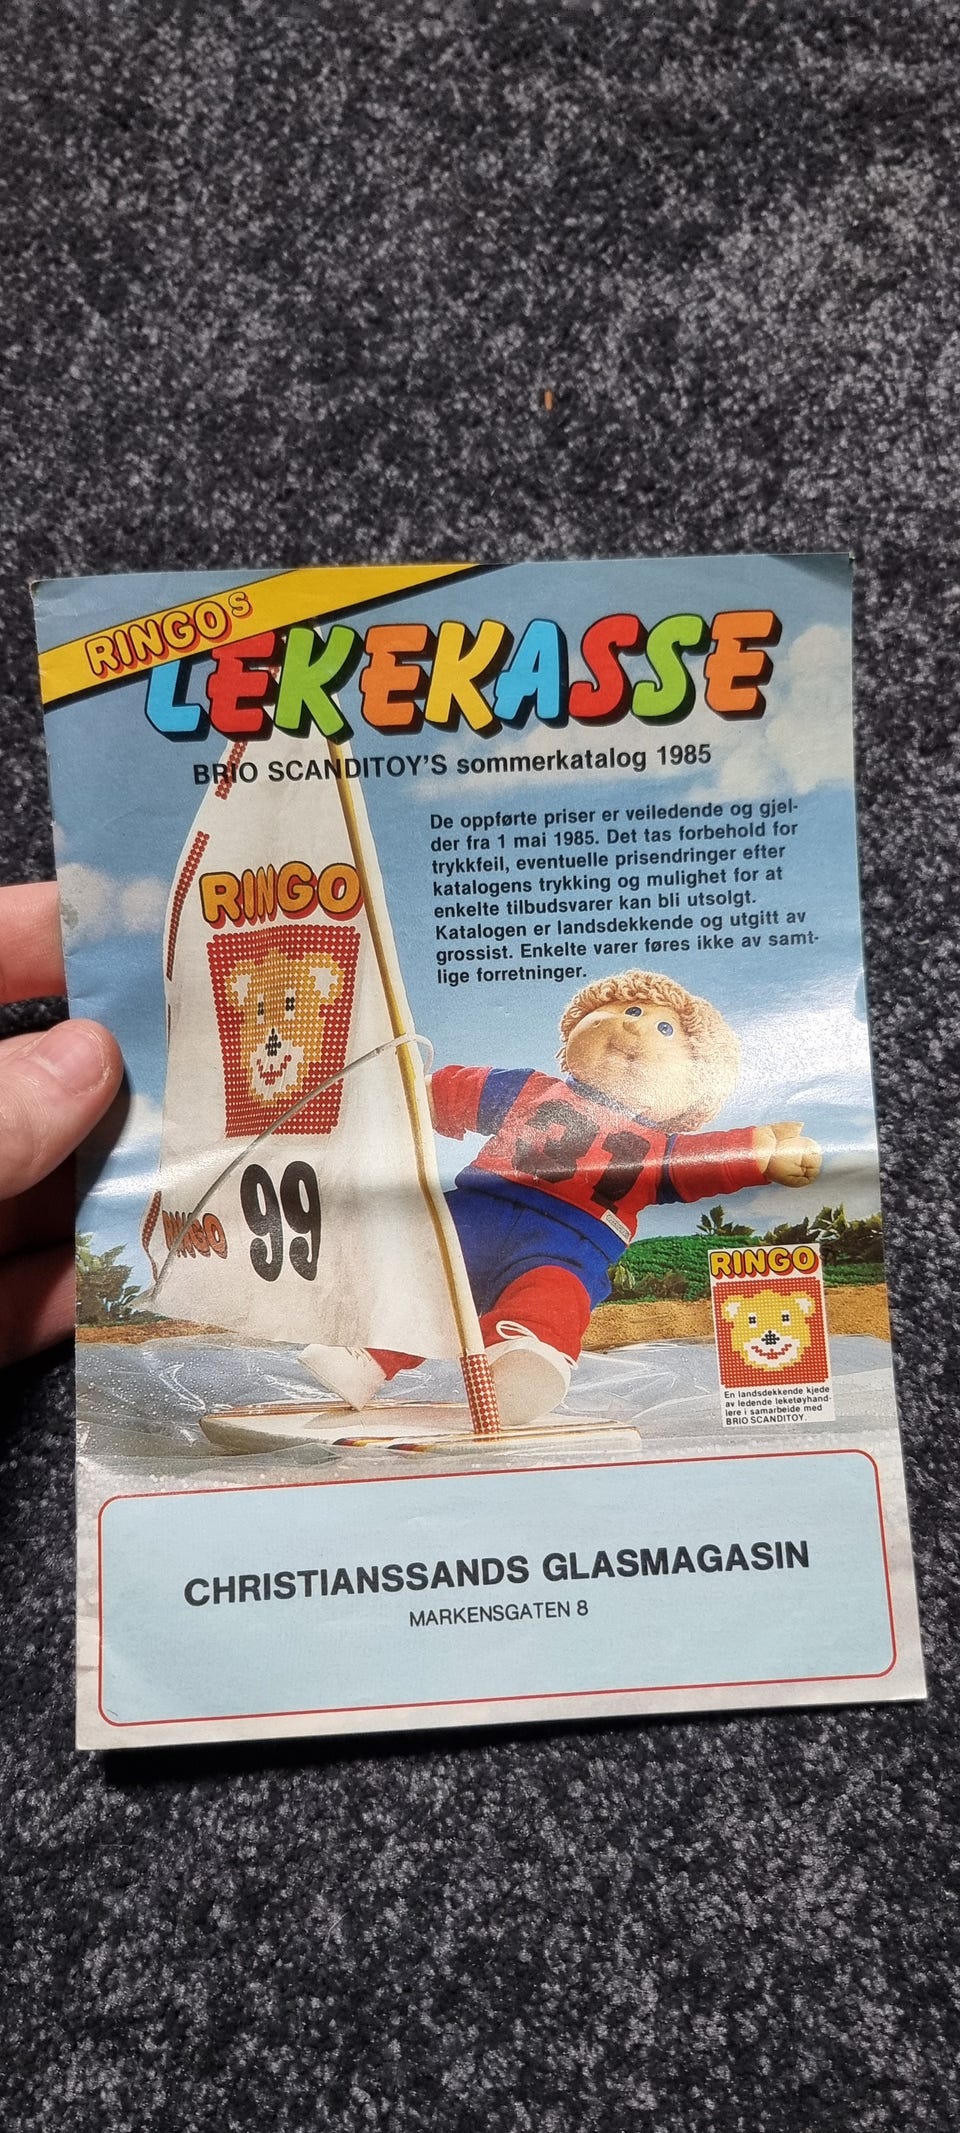 RINGOS
LEKEKASSE
BRIO SCANDITOY'S sommerkatalog 1985
De oppførte priser er veiledende og gjel-
der fra 1 mai 1985. Det tas forbehold for
trykkfeil, eventuelle prisendringer efter
katalogens trykking og mulighet for at
enkelte tilbudsvarer kan bli utsolgt.
Katalogen er landsdekkende og utgitt av
grossist. Enkelte varer føres ikke av samt-
lige forretninger.
RINGO
31
RINGO 99
RINGO
En landsdekkende kjede
av ledende leketøyhand-
lere i samarbeide med
BRIO SCANDITOY.
CHRISTIANSSANDS GLASMAGASIN
MARKENSGATEN 8